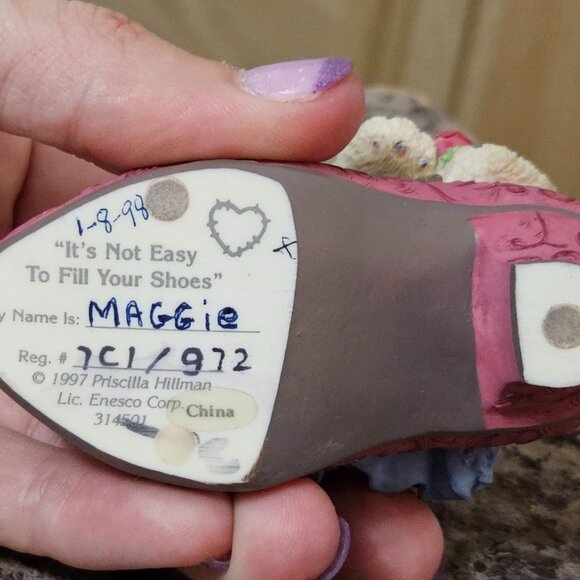 1-8-98
"It's Not Easy
To Fill Your Shoes"
y Name Is: MAGGie
Reg. # 7C1/972
© 1997 Priscilla Hillman
Lic. Enesco Corp.
314501
China